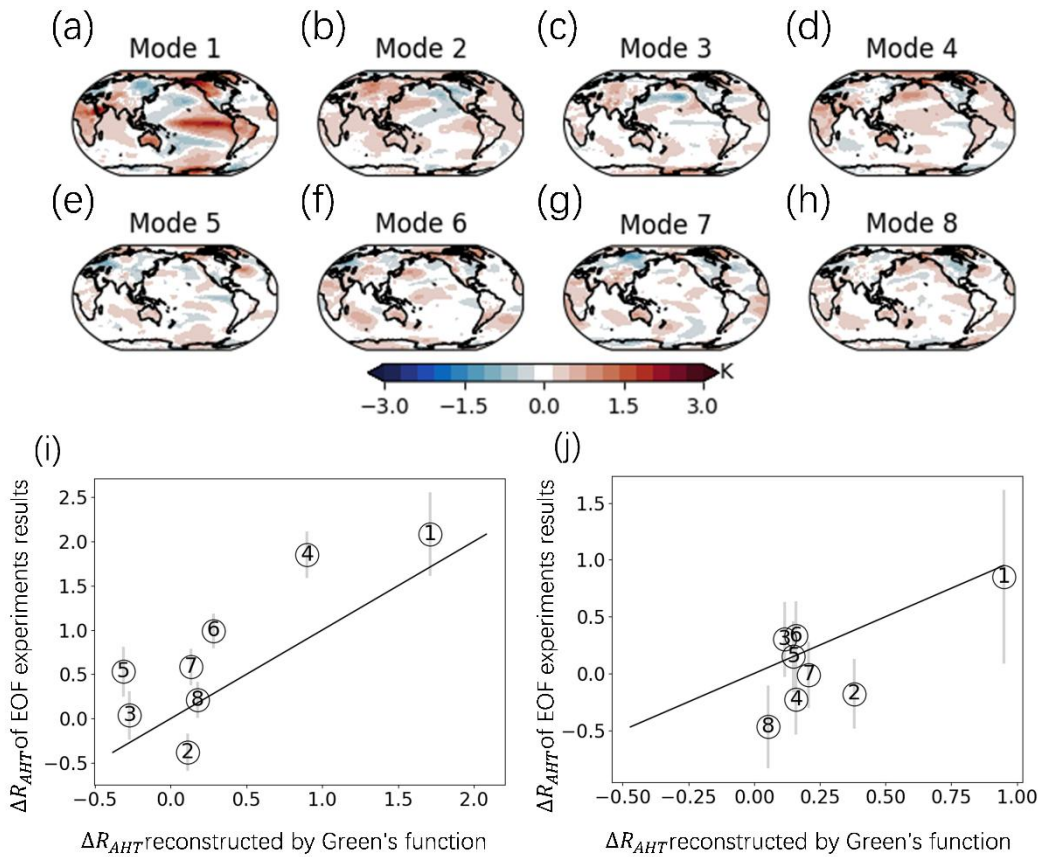 (a) (b) (c) (d)
Mode 1 Mode 2 Mode 3 Mode 4
(e) (f) (g) (h)
Mode 5 Mode 6 Mode 7 Mode 8
K
−3.0 −1.5 0.0 1.5 3.0
(i)
ΔR_AHT of EOF experiments results
2.5
2.0
1.5
1.0
0.5
0.0
−0.5
1
4
6
7
5
8
3
2
−0.5 0.0 0.5 1.0 1.5 2.0
ΔR_AHT reconstructed by Green's function
(j)
ΔR_AHT of EOF experiments results
1.5
1.0
0.5
0.0
−0.5
1
3
6
5
7
2
4
8
−0.50 −0.25 0.00 0.25 0.50 0.75 1.00
ΔR_AHT reconstructed by Green's function